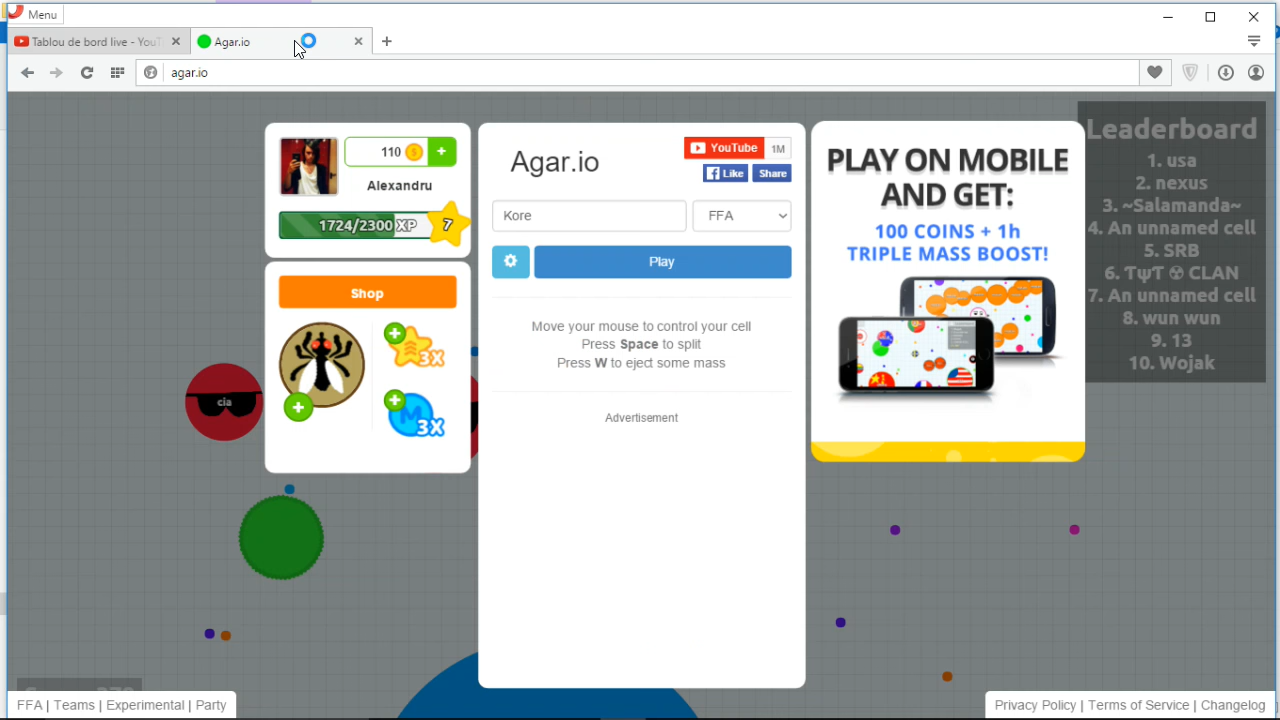 Menu
Tablou de bord live - YouT
Agar.io
agar.io
110
Alexandru
1724/2300 XP
7
Shop
3X
M
3X
cia
Agar.io
YouTube 1M
Like Share
Kore
FFA
Play
Move your mouse to control your cell
Press Space to split
Press W to eject some mass
Advertisement
PLAY ON MOBILE
AND GET:
100 COINS + 1h
TRIPLE MASS BOOST!
Leaderboard
1. usa
2. nexus
3. ~Salamanda~
4. An unnamed cell
5. SRB
6. ƬψƬ ☢ CLAN
7. An unnamed cell
8. wun wun
9. 13
10. Wojak
FFA | Teams | Experimental | Party
Privacy Policy | Terms of Service | Changelog